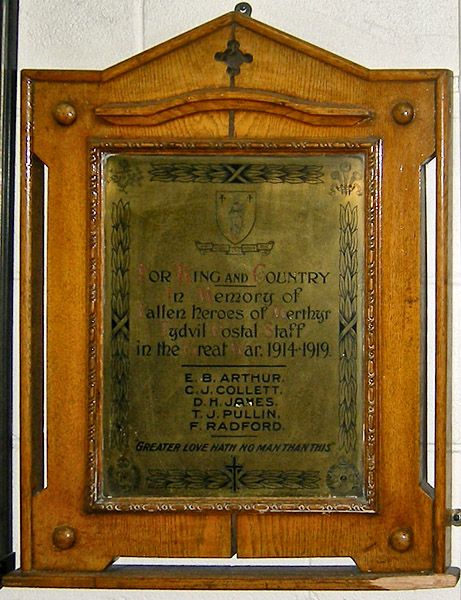 For King and Country
In Memory of
Fallen heroes of Merthyr
Tydvil Postal Staff
in the Great War. 1914-1919.
E. B. ARTHUR.
C. J. COLLETT.
D. H. JAMES.
T. J. PULLIN.
F. RADFORD.
GREATER LOVE HATH NO MAN THAN THIS